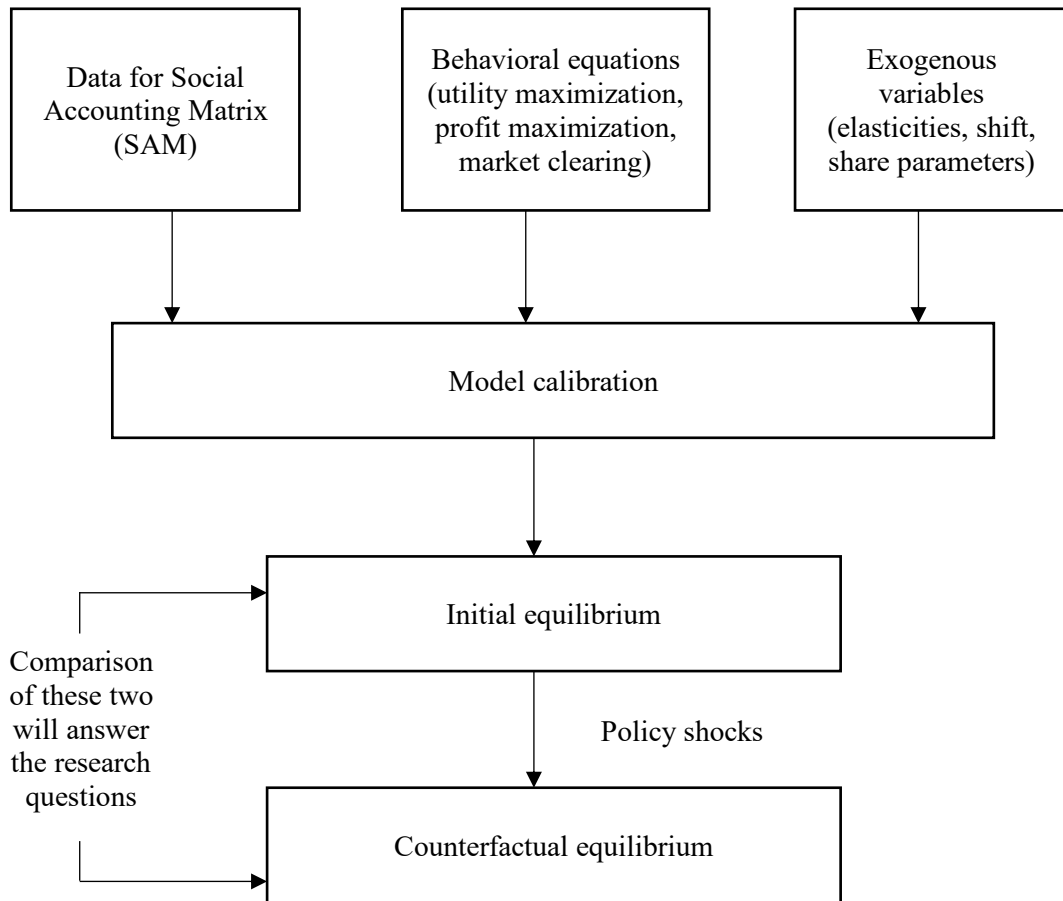 Data for Social
Accounting Matrix
(SAM)
Behavioral equations
(utility maximization,
profit maximization,
market clearing)
Exogenous
variables
(elasticities, shift,
share parameters)
Model calibration
Initial equilibrium
Comparison
of these two
will answer
the research
questions
Policy shocks
Counterfactual equilibrium